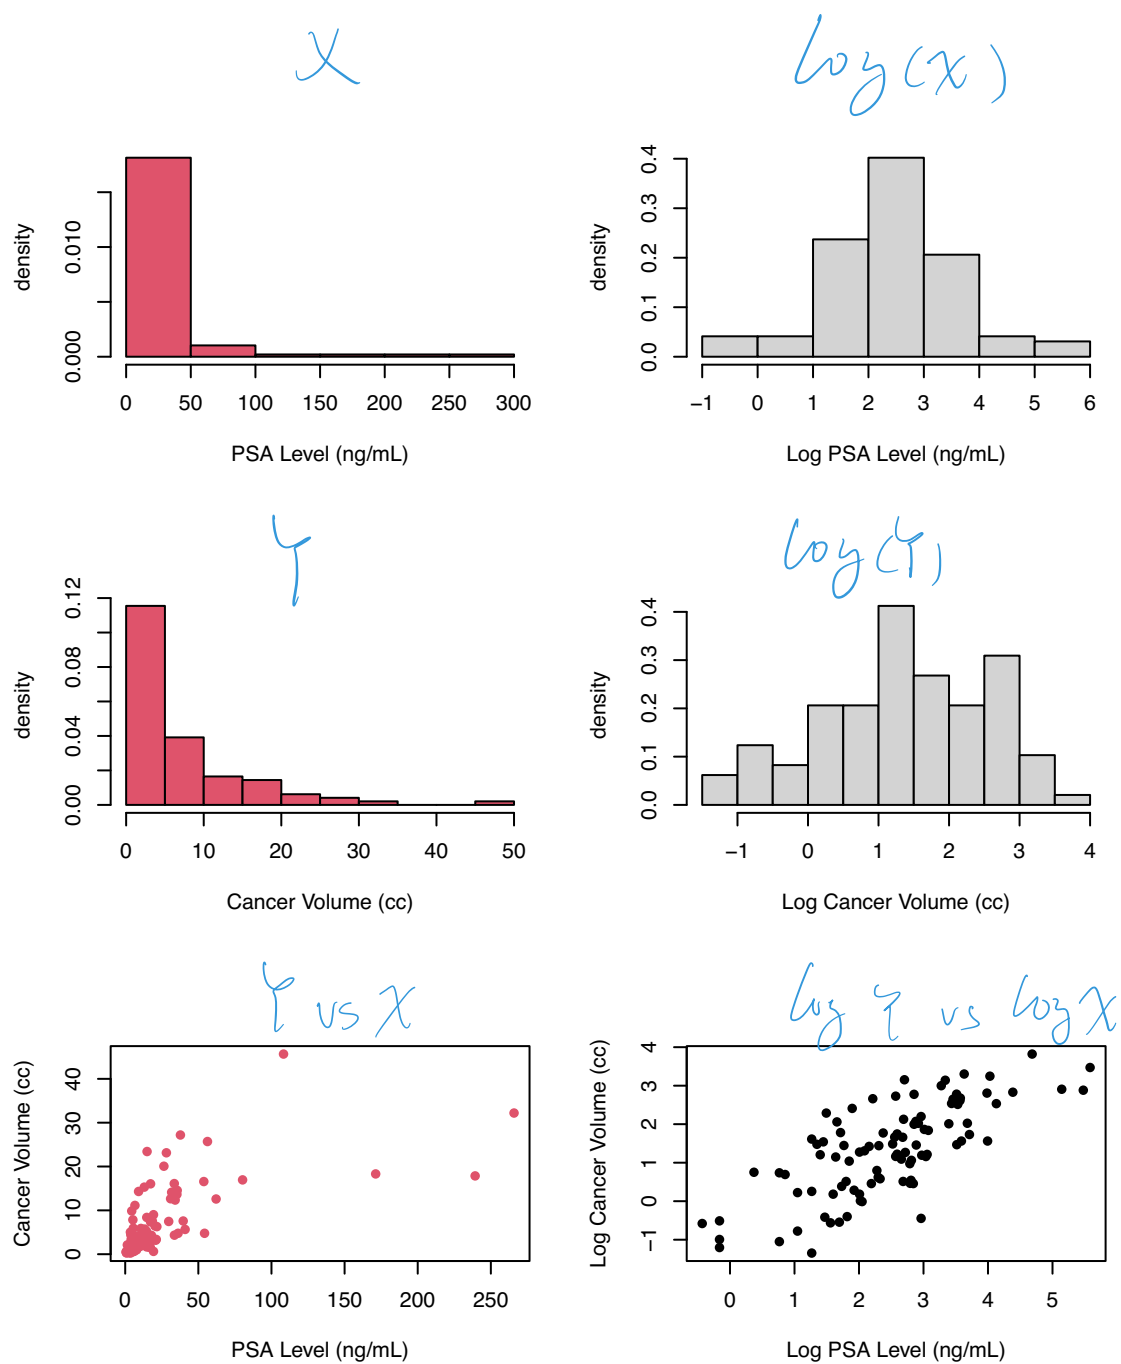 X log(X)
density
0.000 0.010
0 50 100 150 200 250 300
PSA Level (ng/mL)
density
0.0 0.1 0.2 0.3 0.4
−1 0 1 2 3 4 5 6
Log PSA Level (ng/mL)
Y log(Y)
density
0.00 0.04 0.08 0.12
0 10 20 30 40 50
Cancer Volume (cc)
density
0.0 0.1 0.2 0.3 0.4
−1 0 1 2 3 4
Log Cancer Volume (cc)
Y vs X log Y vs log X
Cancer Volume (cc)
0 10 20 30 40
0 50 100 150 200 250
PSA Level (ng/mL)
Log Cancer Volume (cc)
−1 0 1 2 3 4
0 1 2 3 4 5
Log PSA Level (ng/mL)